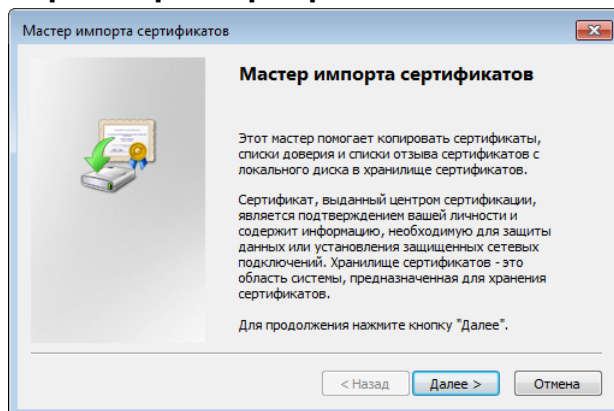 Мастер импорта сертификатов
Мастер импорта сертификатов
Этот мастер помогает копировать сертификаты,
списки доверия и списки отзыва сертификатов с
локального диска в хранилище сертификатов.
Сертификат, выданный центром сертификации,
является подтверждением вашей личности и
содержит информацию, необходимую для защиты
данных или установления защищенных сетевых
подключений. Хранилище сертификатов - это
область системы, предназначенная для хранения
сертификатов.
Для продолжения нажмите кнопку "Далее".
< Назад Далее > Отмена